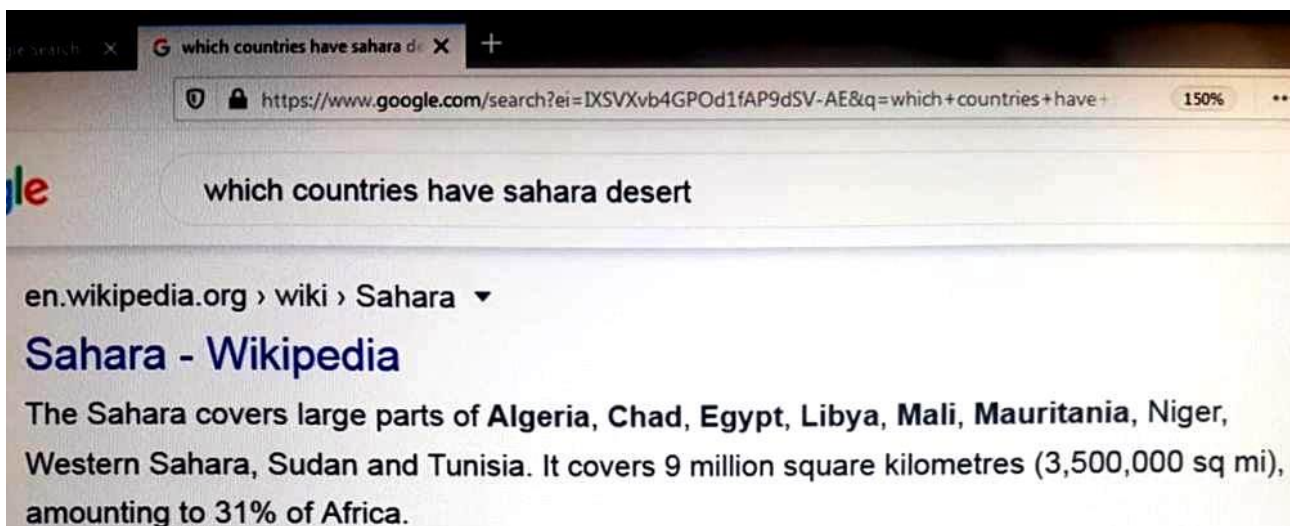 which countries have sahara de
https://www.google.com/search?ei=IXSVXvb4GPOd1fAP9dSV-AE&q=which+countries+have+
150%
le
which countries have sahara desert
en.wikipedia.org › wiki › Sahara
Sahara - Wikipedia
The Sahara covers large parts of Algeria, Chad, Egypt, Libya, Mali, Mauritania, Niger,
Western Sahara, Sudan and Tunisia. It covers 9 million square kilometres (3,500,000 sq mi),
amounting to 31% of Africa.